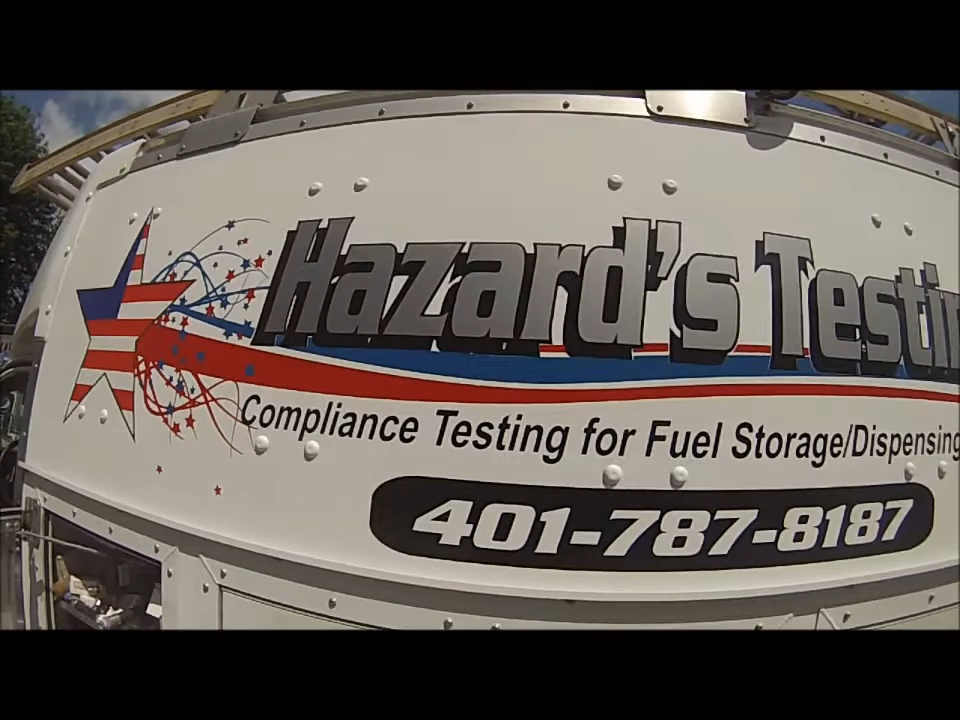 Hazard's Testin
Compliance Testing for Fuel Storage/Dispensing
401-787-8187